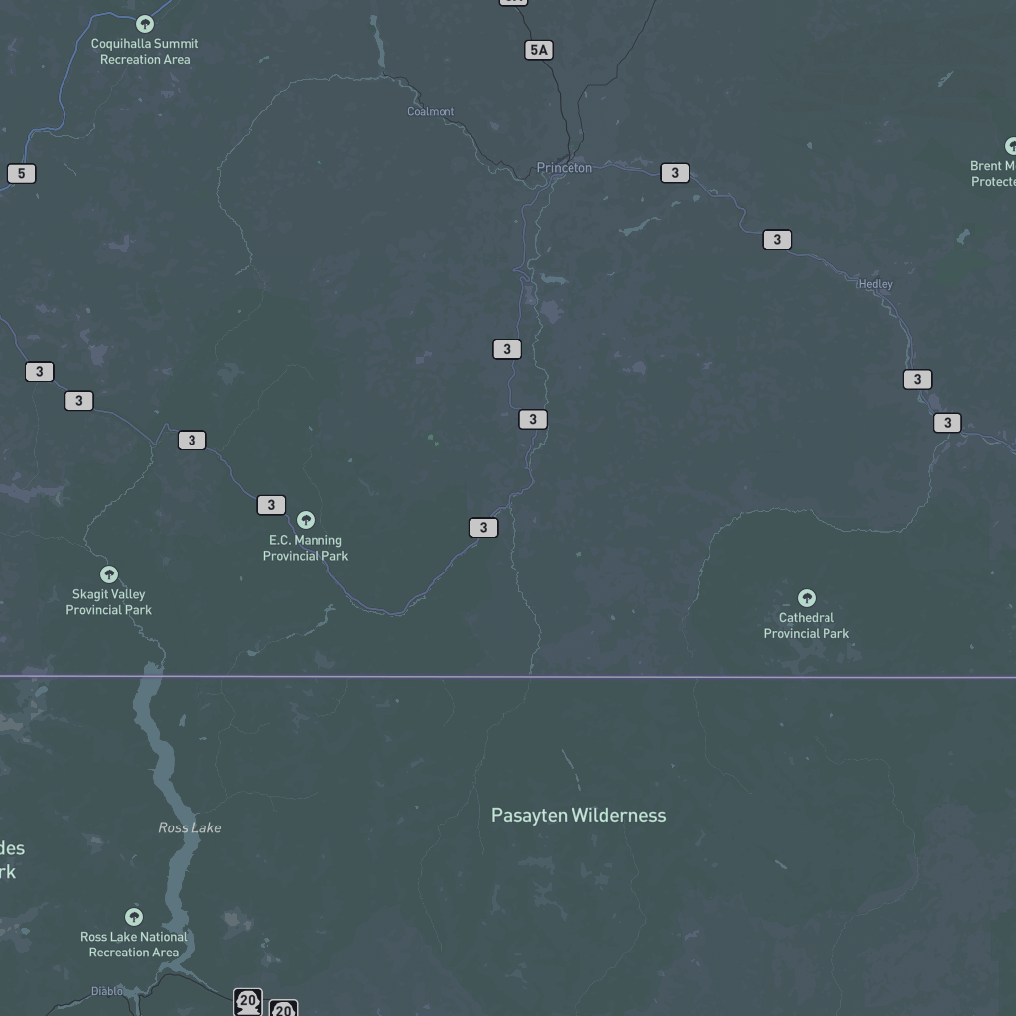 Coquihalla Summit
Recreation Area
5A
Coalmont
Princeton
5
3
Brent M
Protecte
3
Hedley
3
3
3
3
3
3
3
3
3
E.C. Manning
Provincial Park
Skagit Valley
Provincial Park
Cathedral
Provincial Park
Pasayten Wilderness
Ross Lake
des
rk
Ross Lake National
Recreation Area
Diablo
20
20